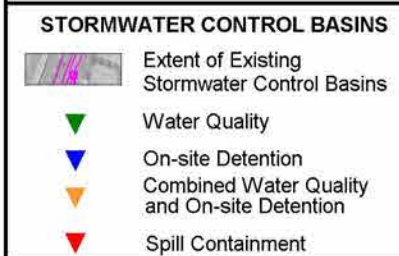 STORMWATER CONTROL BASINS
Extent of Existing
Stormwater Control Basins
Water Quality
On-site Detention
Combined Water Quality
and On-site Detention
Spill Containment